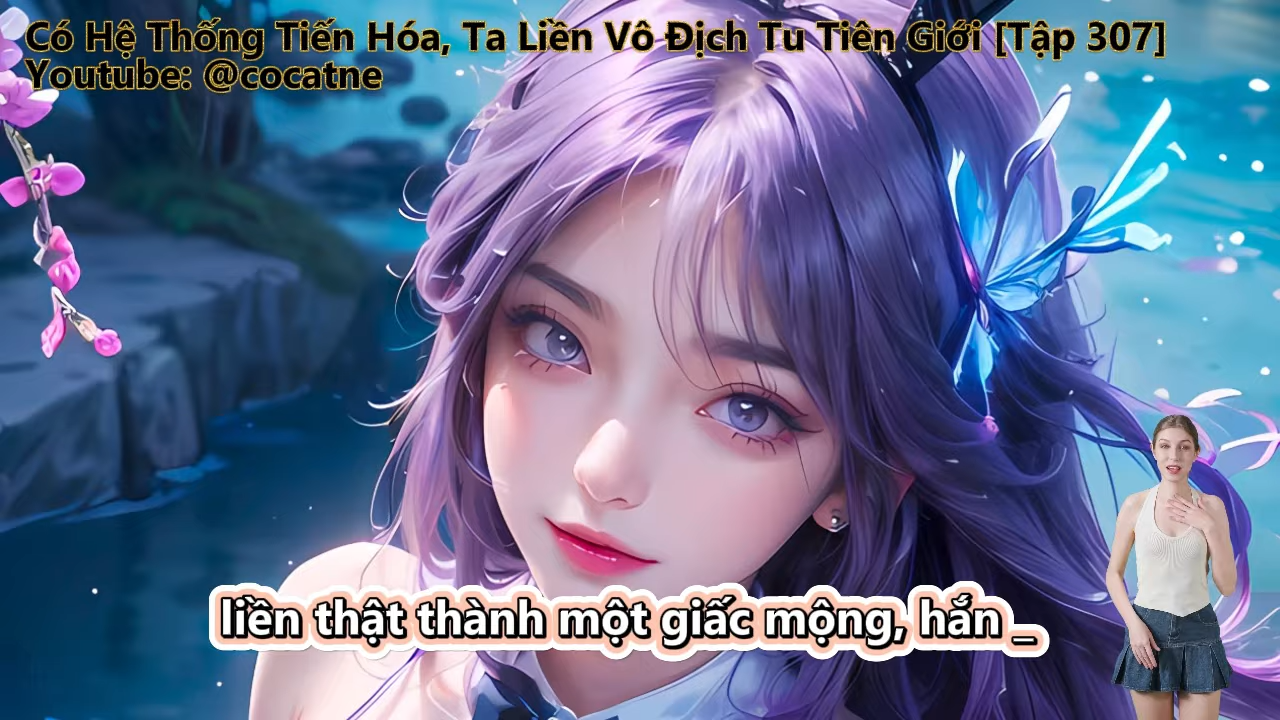 Có Hệ Thống Tiến Hóa, Ta Liền Vô Địch Tu Tiên Giới [Tập 307]
Youtube: @cocatne
liền thật thành một giấc mộng, hắn _